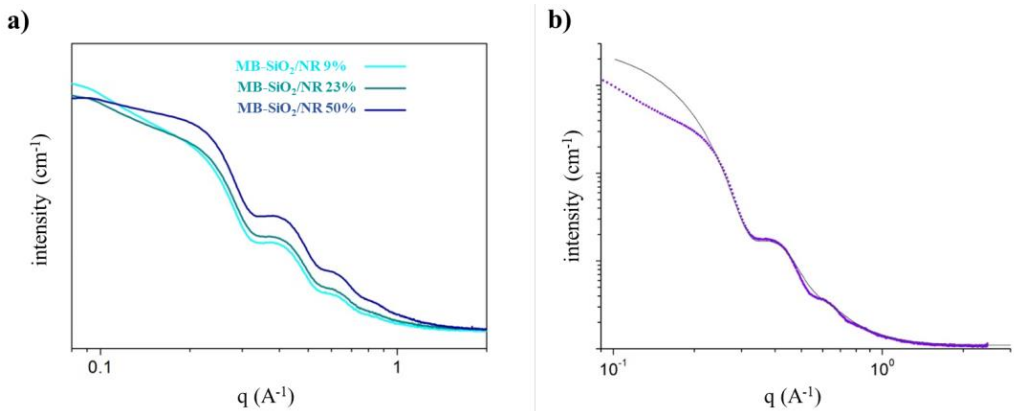 a)
MB-SiO₂/NR 9%
MB-SiO₂/NR 23%
MB-SiO₂/NR 50%
intensity (cm⁻¹)
0.1 1
q (A⁻¹)
b)
intensity (cm⁻¹)
10⁻¹ 10⁰
q (A⁻¹)